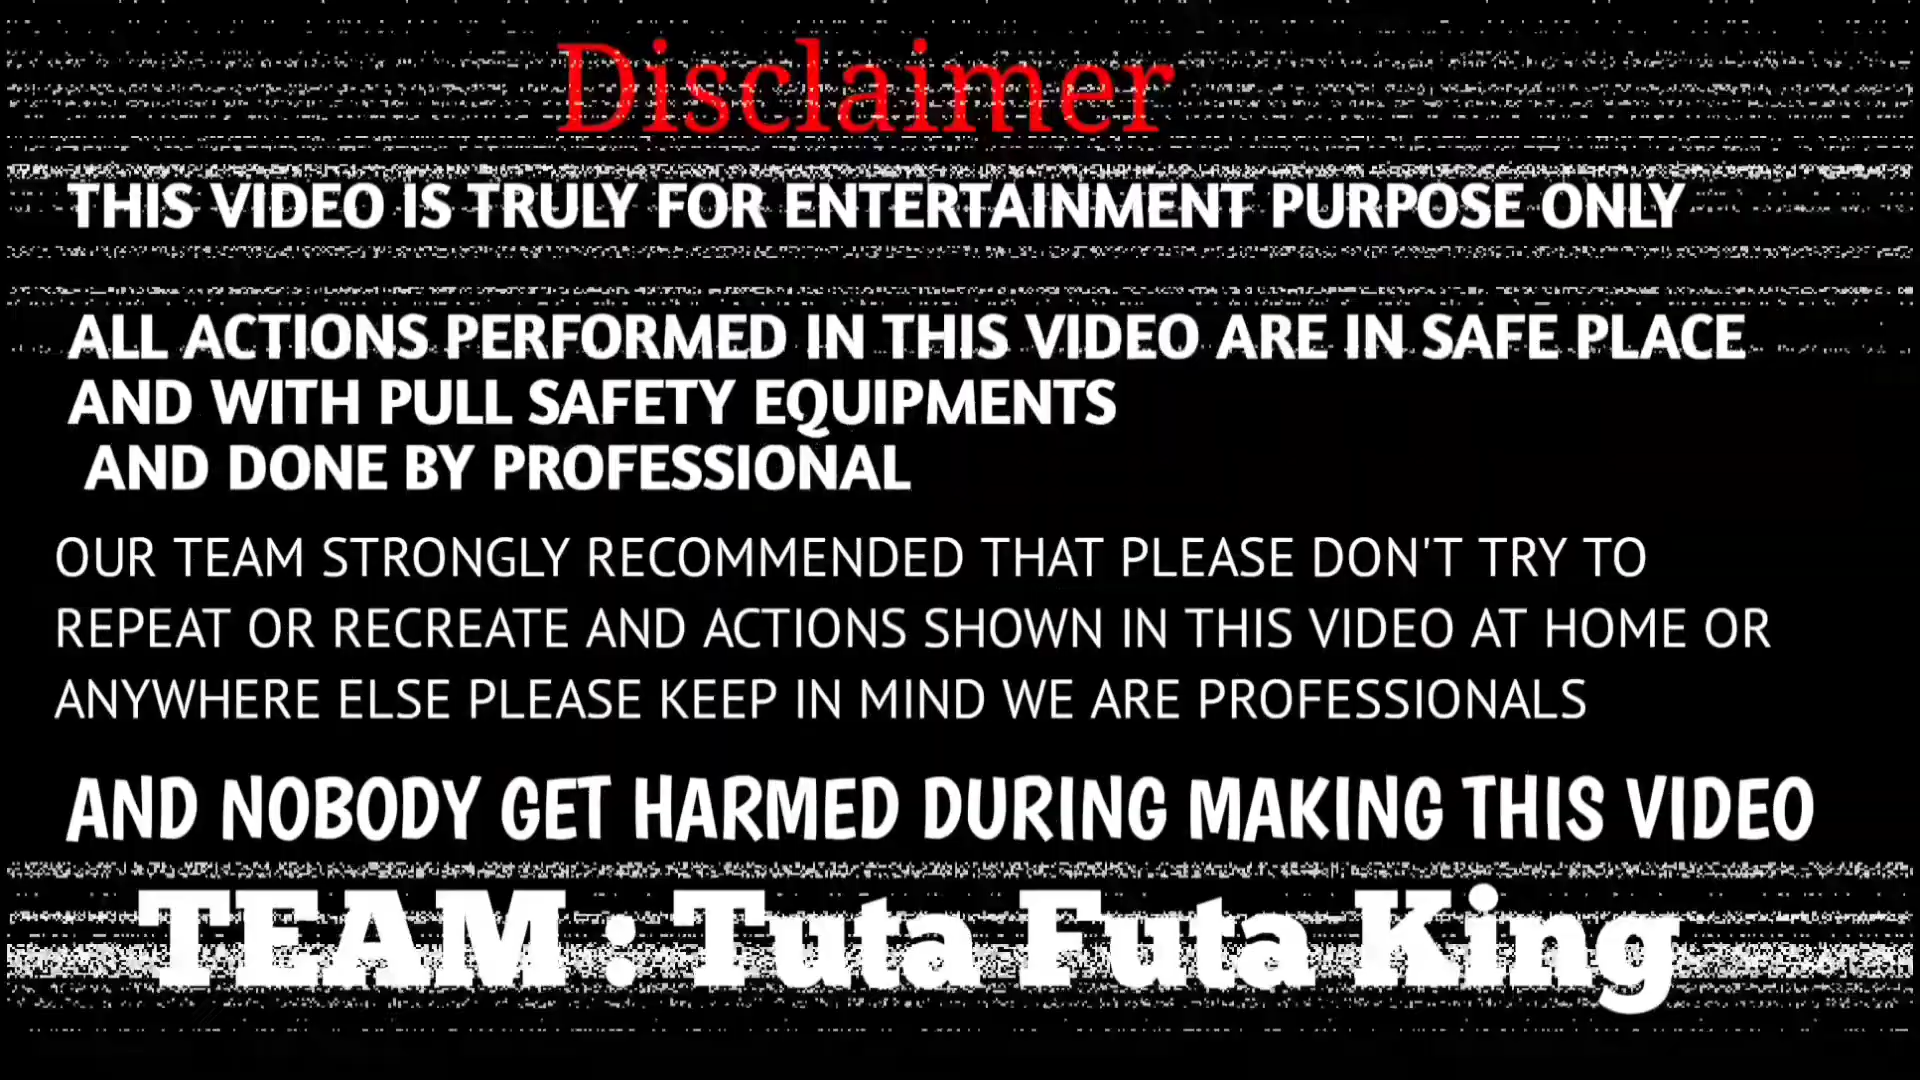 Disclaimer
THIS VIDEO IS TRULY FOR ENTERTAINMENT PURPOSE ONLY
ALL ACTIONS PERFORMED IN THIS VIDEO ARE IN SAFE PLACE
AND WITH PULL SAFETY EQUIPMENTS
AND DONE BY PROFESSIONAL
OUR TEAM STRONGLY RECOMMENDED THAT PLEASE DON'T TRY TO
REPEAT OR RECREATE AND ACTIONS SHOWN IN THIS VIDEO AT HOME OR
ANYWHERE ELSE PLEASE KEEP IN MIND WE ARE PROFESSIONALS
AND NOBODY GET HARMED DURING MAKING THIS VIDEO
TEAM : Tuta Futa King